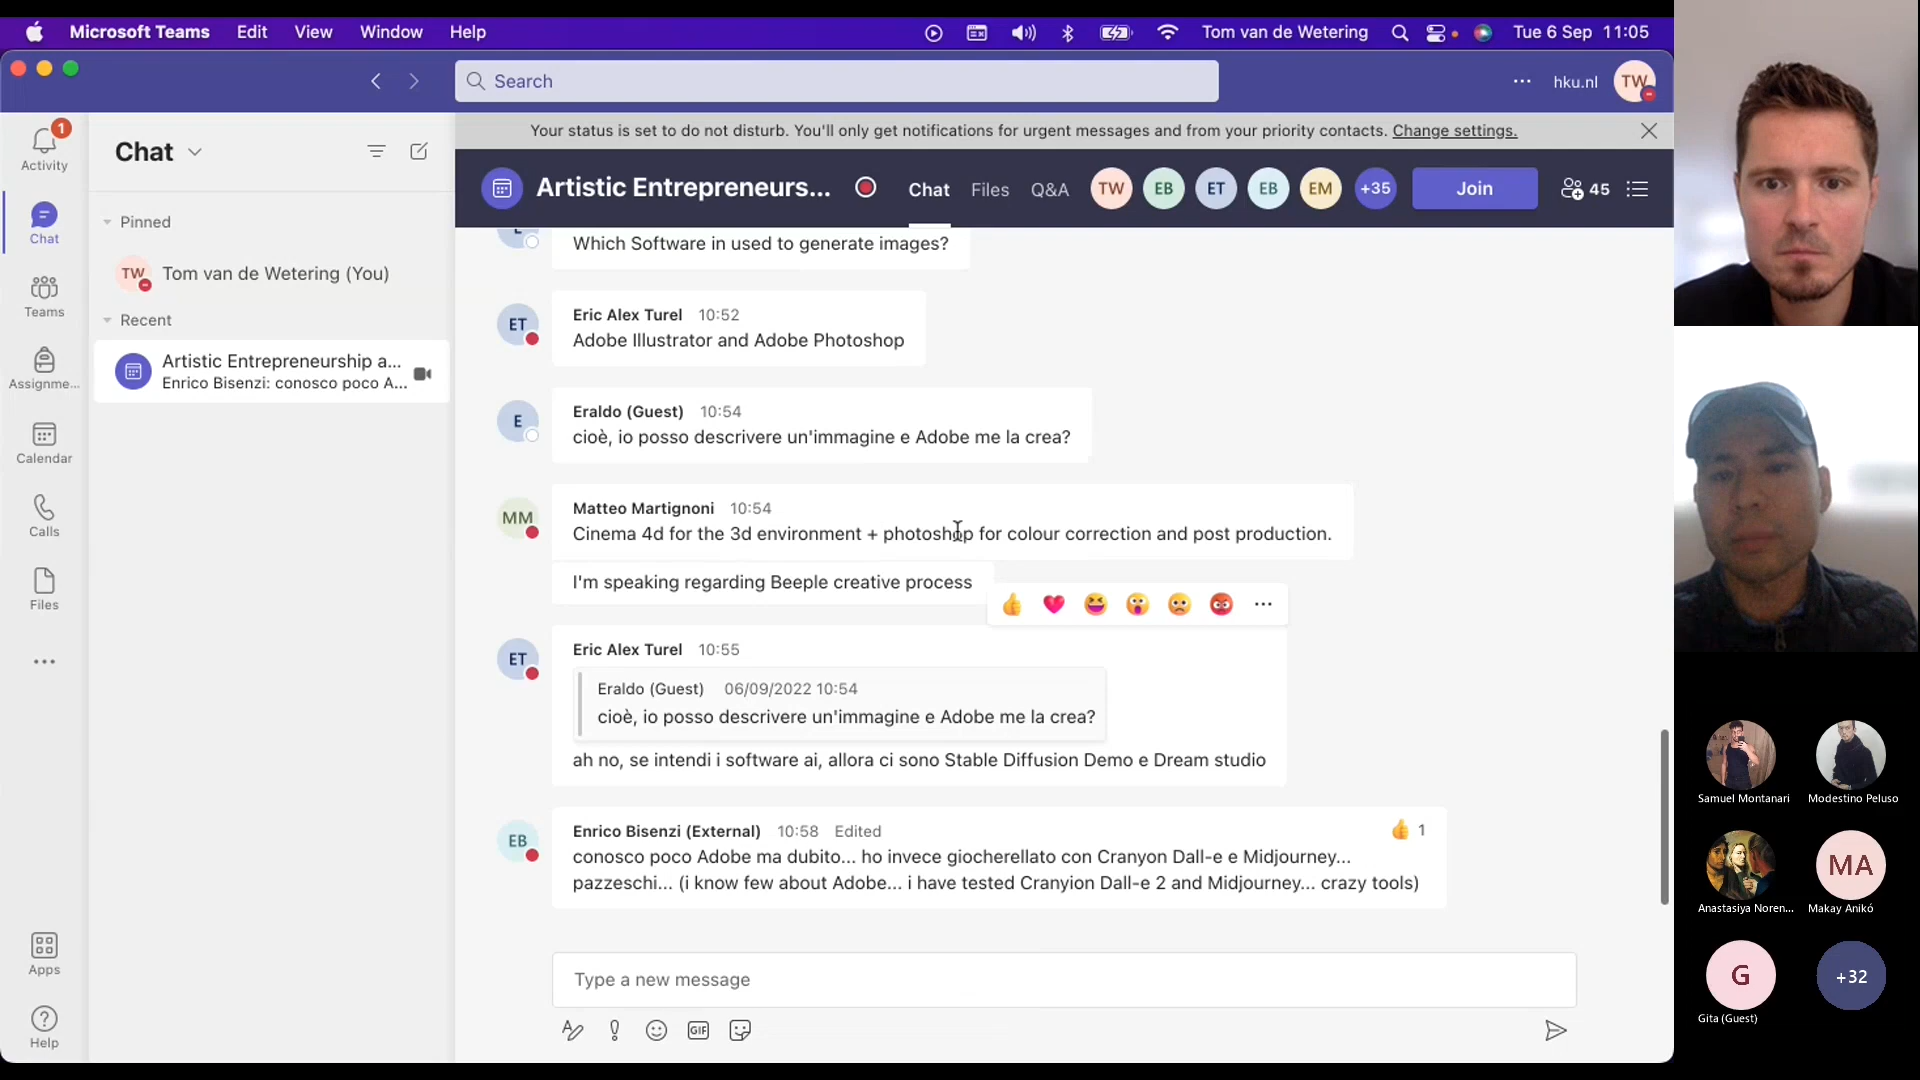 Microsoft Teams Edit View Window Help Tom van de Wetering Tue 6 Sep 11:05
Search hku.nl TW
1
Activity
Chat
Teams
Assignme...
Calendar
Calls
Files
Apps
Help
Chat
Pinned
TW Tom van de Wetering (You)
Recent
Artistic Entrepreneurship a...
Enrico Bisenzi: conosco poco A...
Your status is set to do not disturb. You'll only get notifications for urgent messages and from your priority contacts. Change settings.
Artistic Entrepreneurs... Chat Files Q&A TW EB ET EB EM +35 Join 45
Which Software in used to generate images?
ET Eric Alex Turel 10:52
Adobe Illustrator and Adobe Photoshop
E Eraldo (Guest) 10:54
cioè, io posso descrivere un'immagine e Adobe me la crea?
MM Matteo Martignoni 10:54
Cinema 4d for the 3d environment + photoship for colour correction and post production.
I'm speaking regarding Beeple creative process
ET Eric Alex Turel 10:55
Eraldo (Guest) 06/09/2022 10:54
cioè, io posso descrivere un'immagine e Adobe me la crea?
ah no, se intendi i software ai, allora ci sono Stable Diffusion Demo e Dream studio
EB Enrico Bisenzi (External) 10:58 Edited 1
conosco poco Adobe ma dubito... ho invece giocherellato con Cranyon Dall-e e Midjourney...
pazzeschi... (i know few about Adobe... i have tested Cranyion Dall-e 2 and Midjourney... crazy tools)
Type a new message
GIF
Samuel Montanari Modestino Peluso
MA
Anastasiya Noren... Makay Anikó
G +32
Gita (Guest)